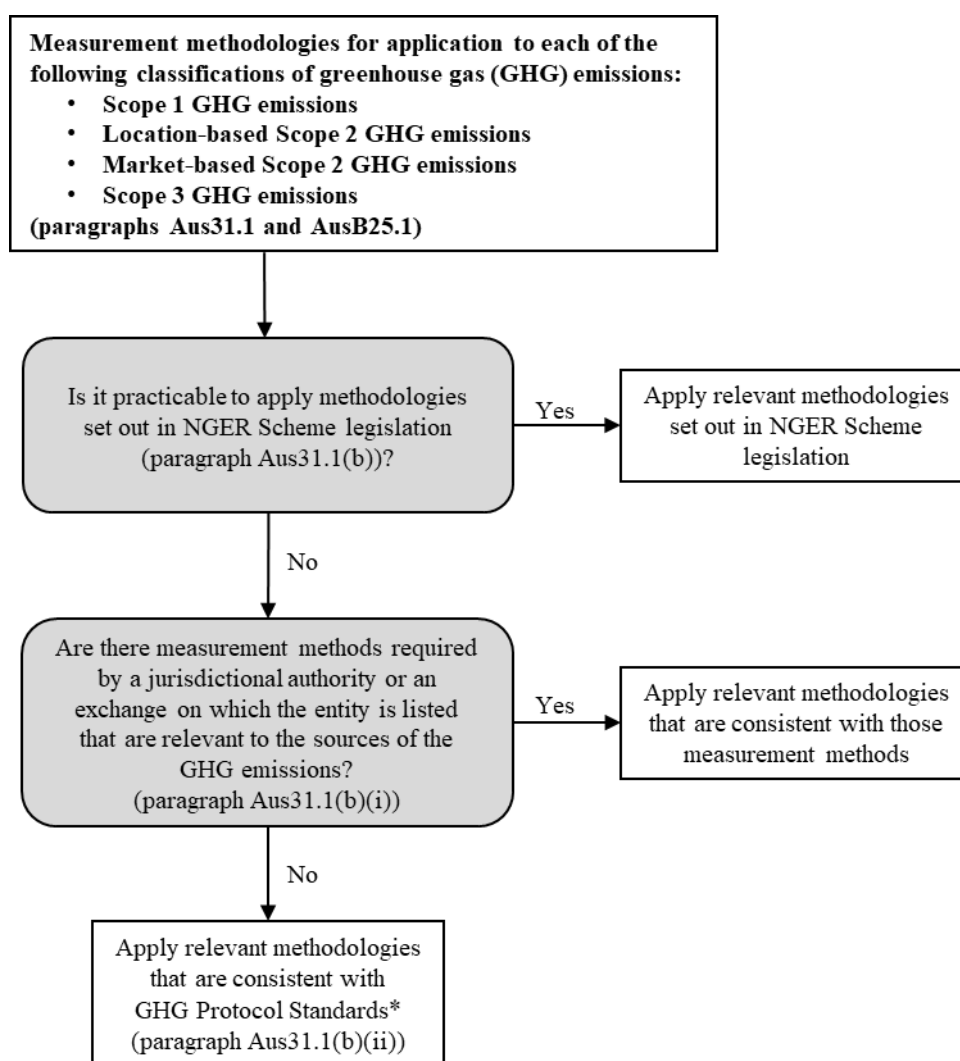 Measurement methodologies for application to each of the
following classifications of greenhouse gas (GHG) emissions:
• Scope 1 GHG emissions
• Location-based Scope 2 GHG emissions
• Market-based Scope 2 GHG emissions
• Scope 3 GHG emissions
(paragraphs Aus31.1 and AusB25.1)
Is it practicable to apply methodologies
set out in NGER Scheme legislation
(paragraph Aus31.1(b))?
Yes
Apply relevant methodologies
set out in NGER Scheme
legislation
No
Are there measurement methods required
by a jurisdictional authority or an
exchange on which the entity is listed
that are relevant to the sources of the
GHG emissions?
(paragraph Aus31.1(b)(i))
Yes
Apply relevant methodologies
that are consistent with those
measurement methods
No
Apply relevant methodologies
that are consistent with
GHG Protocol Standards*
(paragraph Aus31.1(b)(ii))